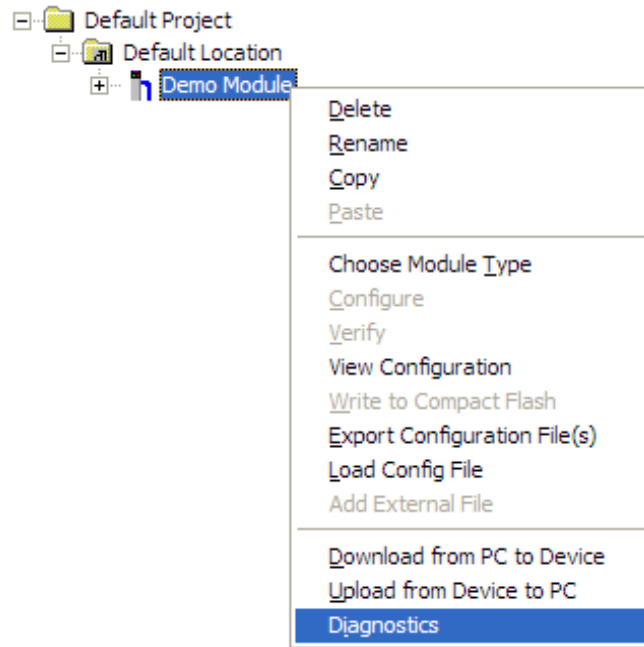 Default Project
Default Location
Demo Module
Delete
Rename
Copy
Paste
Choose Module Type
Configure
Verify
View Configuration
Write to Compact Flash
Export Configuration File(s)
Load Config File
Add External File
Download from PC to Device
Upload from Device to PC
Diagnostics